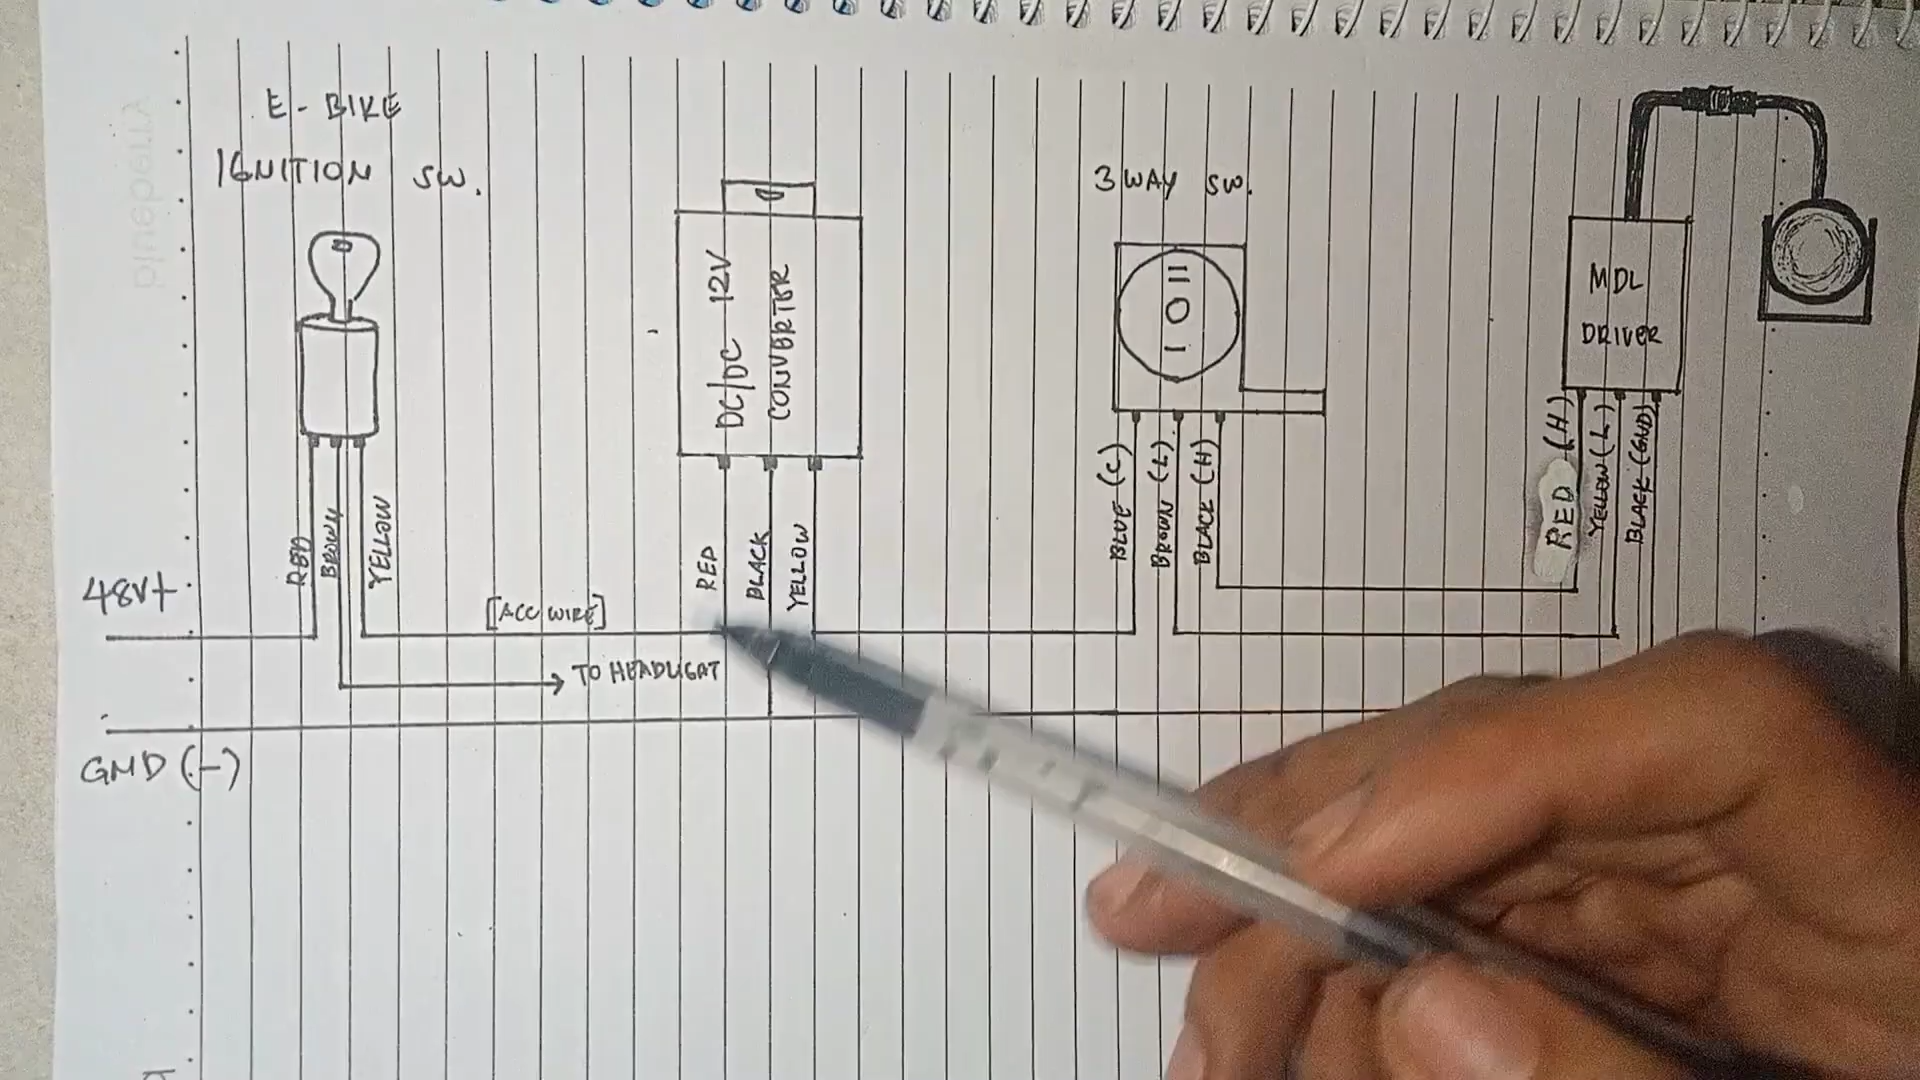 E-BIKE
IGNITION SW.
RED
BROWN
YELLOW
48V+
[ACC WIRE]
TO HEADLIGHT
GND (-)
DC/DC 12V
CONVERTER
RED
BLACK
YELLOW
3 WAY SW.
II
O
I
BLUE (C)
BROWN (L)
BLACK (H)
MDL
DRIVER
RED (H)
YELLOW (L)
BLACK (GND)
blueberry